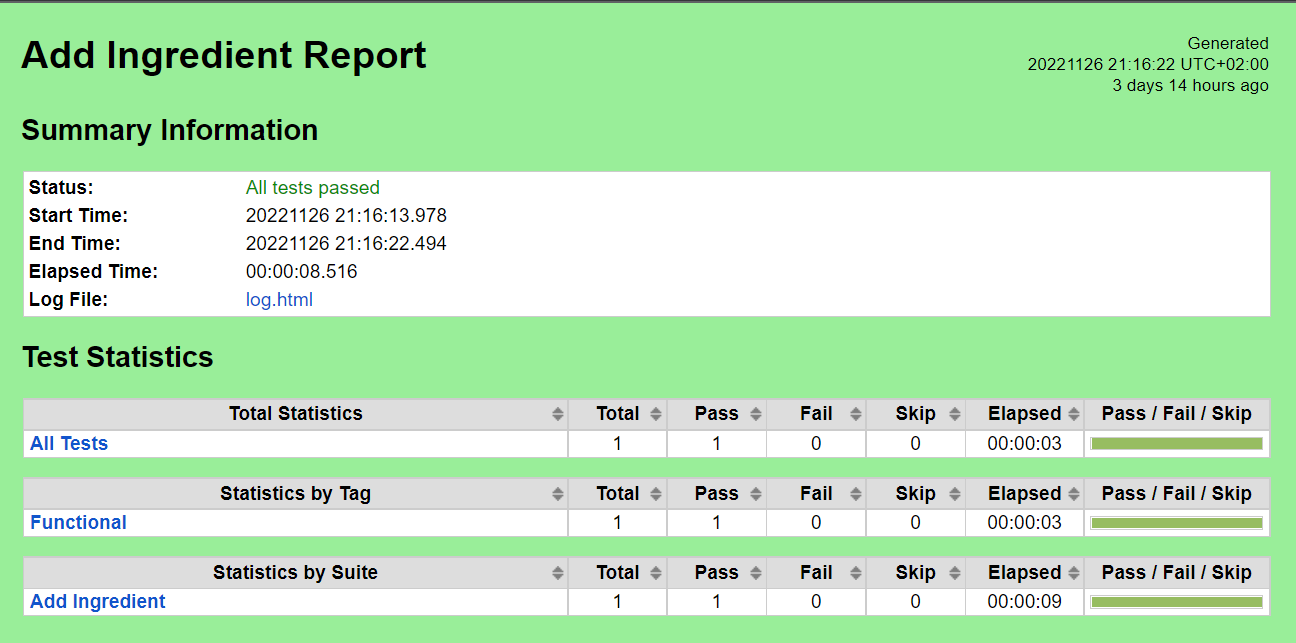 Add Ingredient Report
Generated
20221126 21:16:22 UTC+02:00
3 days 14 hours ago
Summary Information
Status: All tests passed
Start Time: 20221126 21:16:13.978
End Time: 20221126 21:16:22.494
Elapsed Time: 00:00:08.516
Log File: log.html
Test Statistics
Total Statistics Total Pass Fail Skip Elapsed Pass / Fail / Skip
All Tests 1 1 0 0 00:00:03
Statistics by Tag Total Pass Fail Skip Elapsed Pass / Fail / Skip
Functional 1 1 0 0 00:00:03
Statistics by Suite Total Pass Fail Skip Elapsed Pass / Fail / Skip
Add Ingredient 1 1 0 0 00:00:09